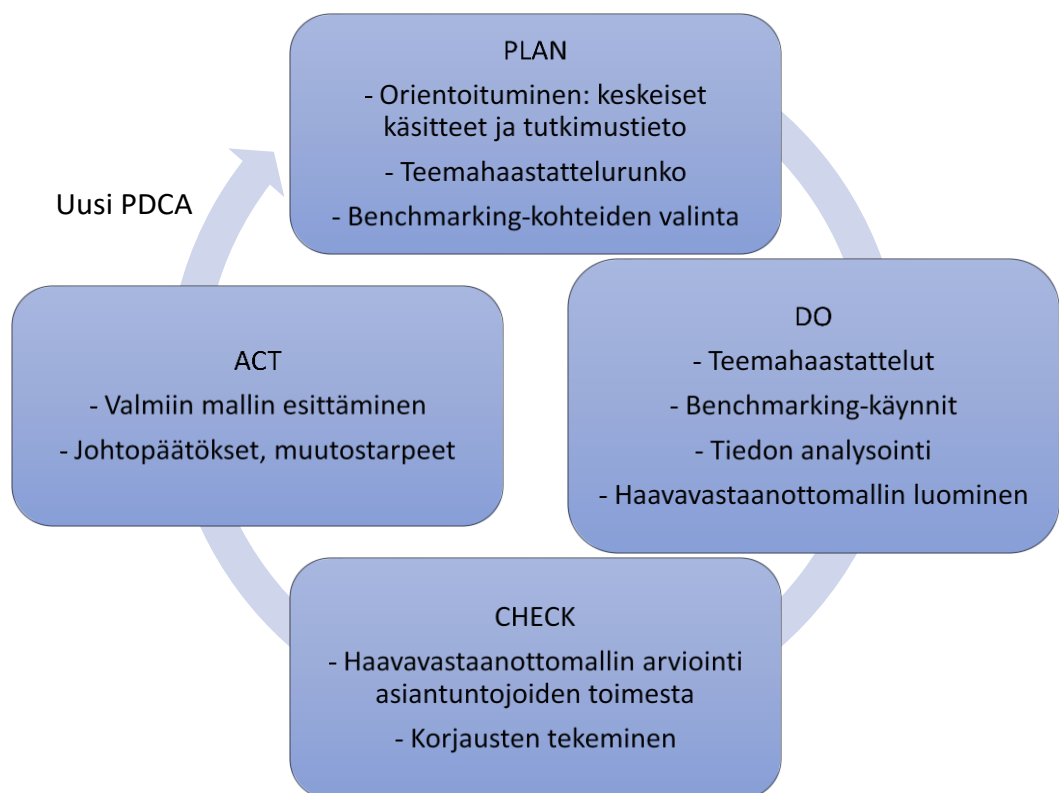 PLAN
- Orientoituminen: keskeiset
käsitteet ja tutkimustieto
- Teemahaastattelurunko
- Benchmarking-kohteiden valinta
Uusi PDCA
DO
- Teemahaastattelut
- Benchmarking-käynnit
- Tiedon analysointi
- Haavavastaanottomallin luominen
ACT
- Valmiin mallin esittäminen
- Johtopäätökset, muutostarpeet
CHECK
- Haavavastaanottomallin arviointi
asiantuntojoiden toimesta
- Korjausten tekeminen